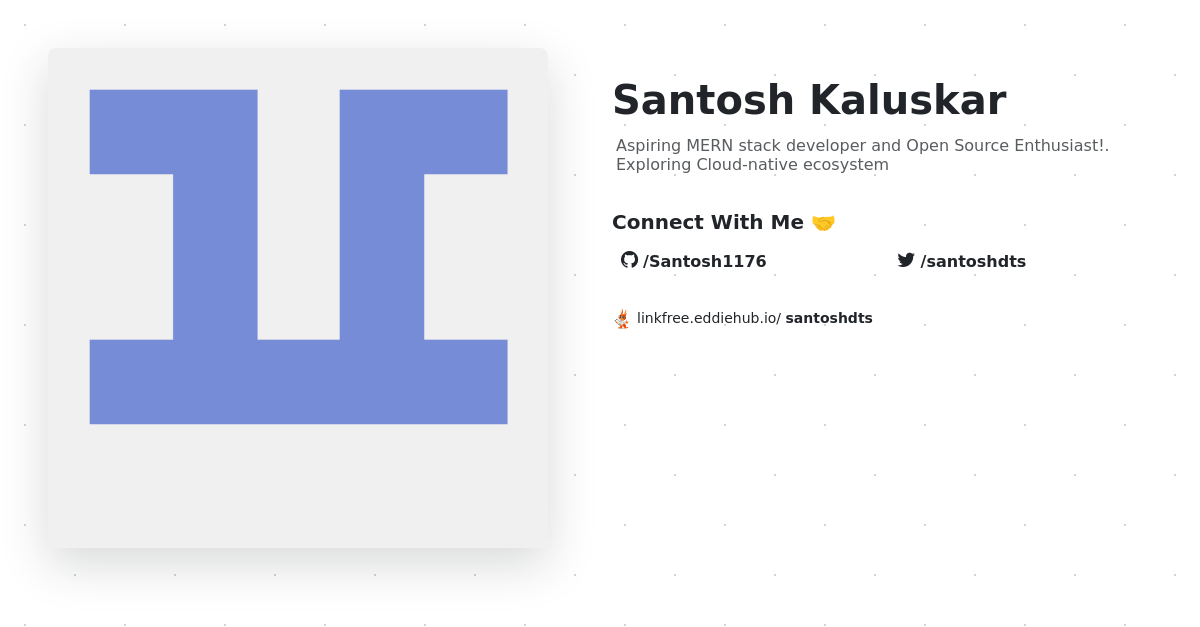 Santosh Kaluskar
Aspiring MERN stack developer and Open Source Enthusiast!.
Exploring Cloud-native ecosystem
Connect With Me 🤝
/Santosh1176
/santoshdts
linkfree.eddiehub.io/ santoshdts